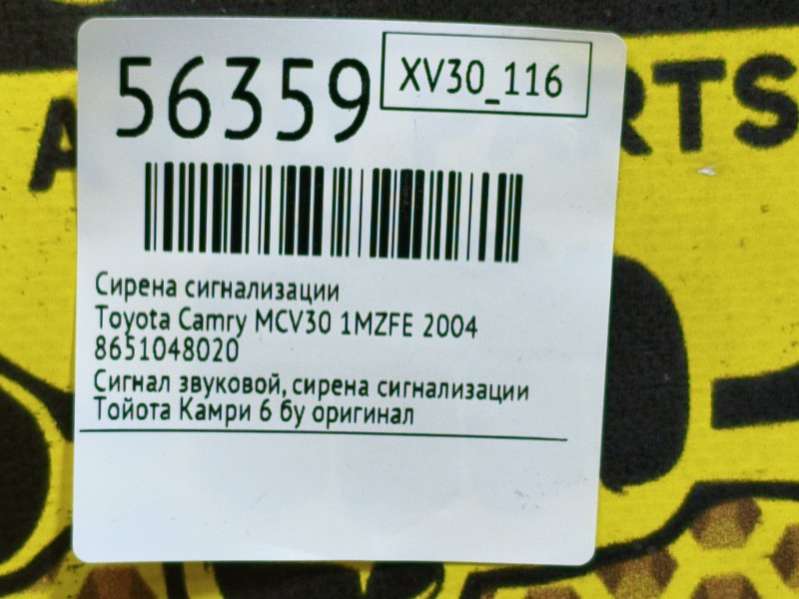 56359
XV30_116
RTS
Сирена сигнализации
Toyota Camry MCV30 1MZFE 2004
8651048020
Сигнал звуковой, сирена сигнализации
Тойота Камри 6 бу оригинал